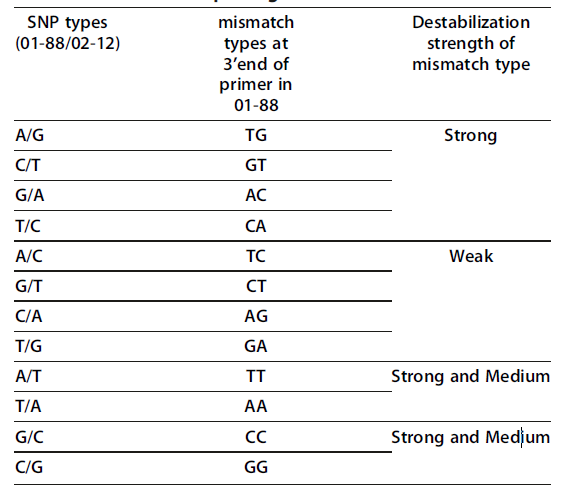 SNP types mismatch Destabilization
(01-88/02-12) types at strength of
3'end of mismatch type
primer in
01-88
A/G TG Strong
C/T GT
G/A AC
T/C CA
A/C TC Weak
G/T CT
C/A AG
T/G GA
A/T TT Strong and Medium
T/A AA
G/C CC Strong and Medium
C/G GG